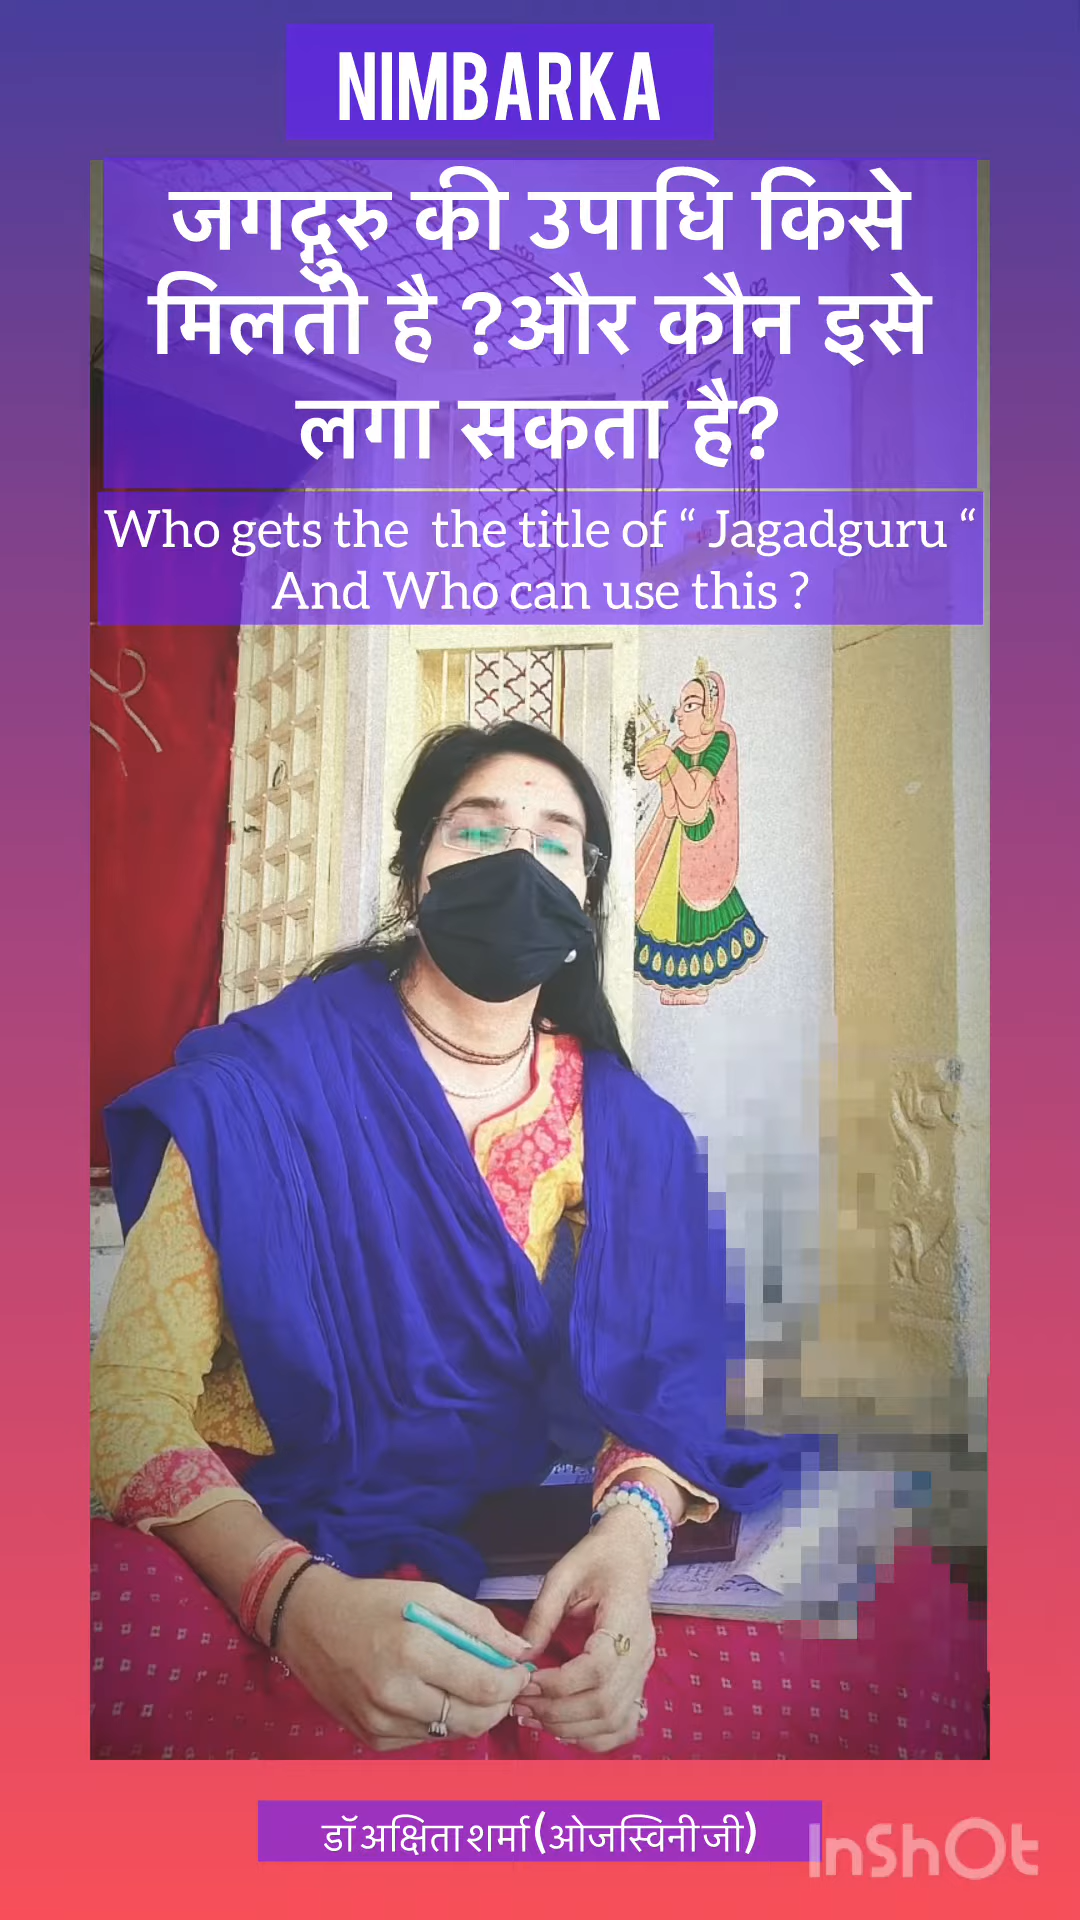 NIMBARKA
जगद्गुरु की उपाधि किसे
मिलती है ?और कौन इसे
लगा सकता है?
Who gets the the title of “ Jagadguru “
And Who can use this ?
डॉ अक्षिता शर्मा (ओजस्विनी जी)
InShOt